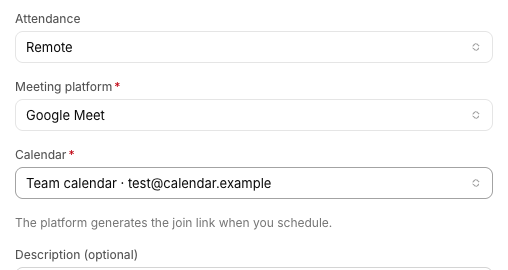 Attendance
Remote
Meeting platform*
Google Meet
Calendar*
Team calendar · test@calendar.example
The platform generates the join link when you schedule.
Description (optional)